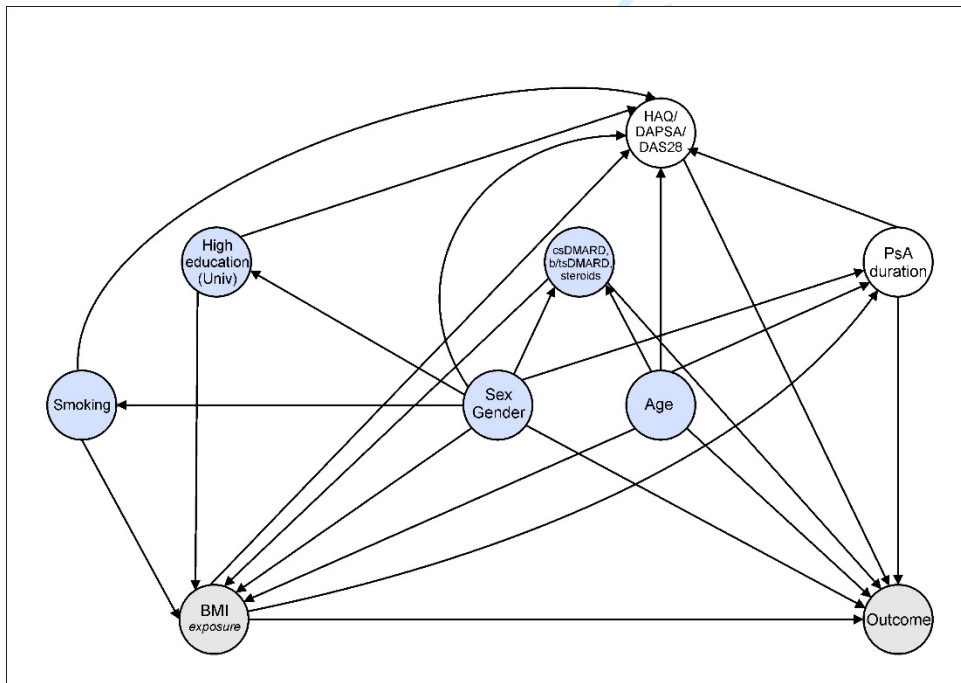 HAQ/
DAPSA/
DAS28
High
education
(Univ)
csDMARD,
b/tsDMARD,
steroids
PsA
duration
Smoking
Sex
Gender
Age
BMI
exposure
Outcome